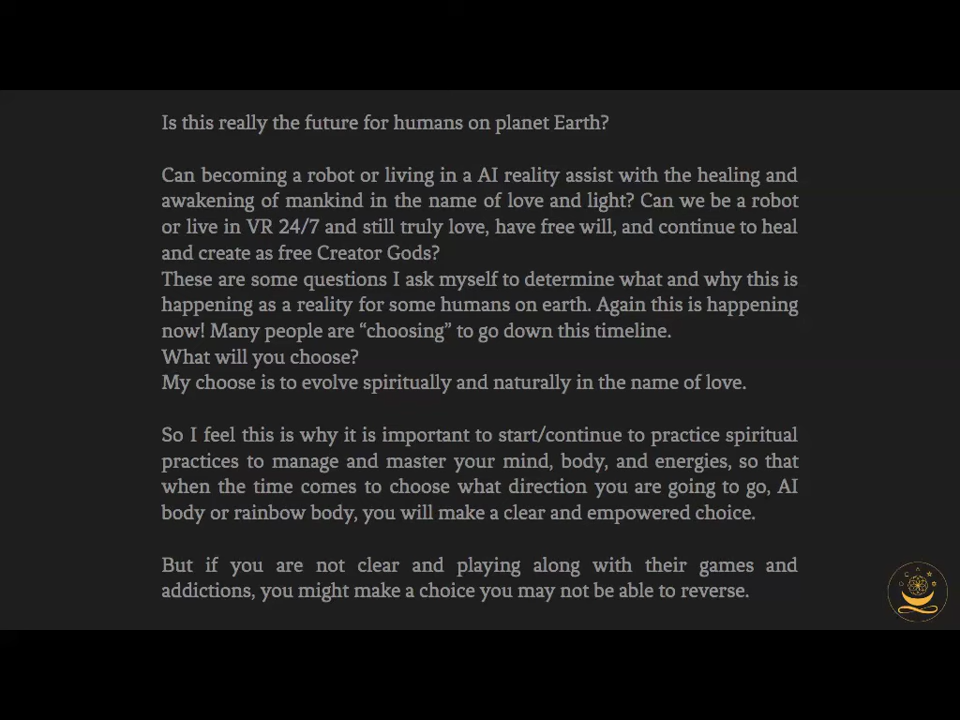 Is this really the future for humans on planet Earth?
Can becoming a robot or living in a AI reality assist with the healing and
awakening of mankind in the name of love and light? Can we be a robot
or live in VR 24/7 and still truly love, have free will, and continue to heal
and create as free Creator Gods?
These are some questions I ask myself to determine what and why this is
happening as a reality for some humans on earth. Again this is happening
now! Many people are “choosing” to go down this timeline.
What will you choose?
My choose is to evolve spiritually and naturally in the name of love.
So I feel this is why it is important to start/continue to practice spiritual
practices to manage and master your mind, body, and energies, so that
when the time comes to choose what direction you are going to go, AI
body or rainbow body, you will make a clear and empowered choice.
But if you are not clear and playing along with their games and
addictions, you might make a choice you may not be able to reverse.